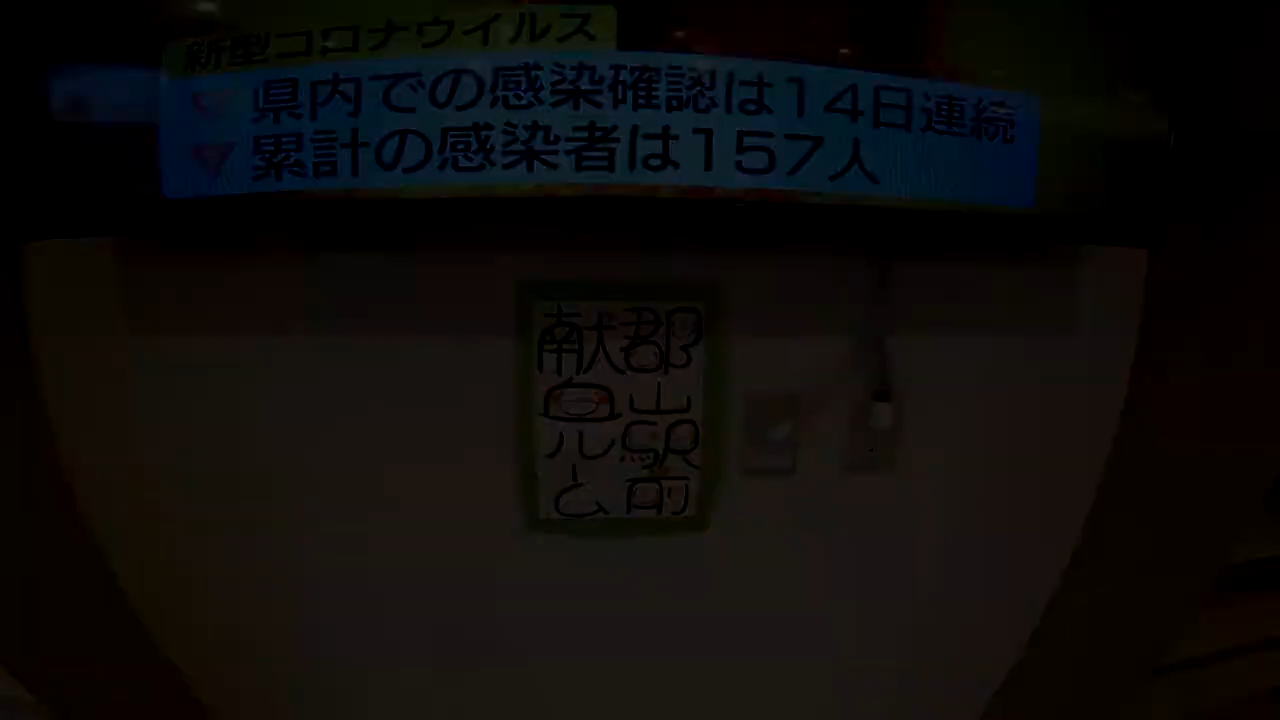 新型コロナウイルス
県内での感染確認は14日連続
累計の感染者は157人
郡山駅前
献血ルと